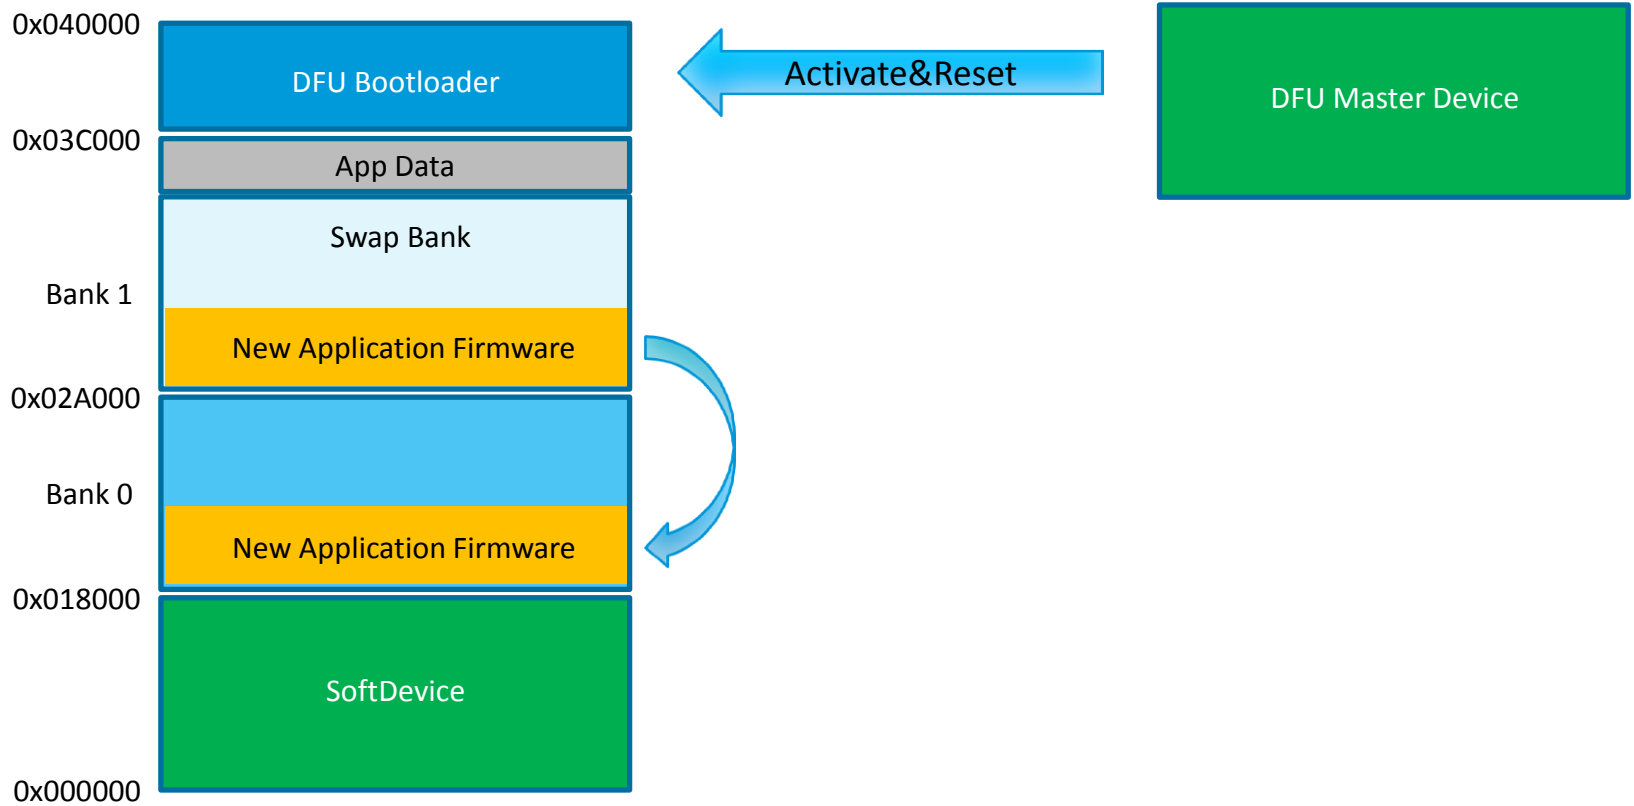 0x040000
DFU Bootloader
Activate&Reset
DFU Master Device
0x03C000
App Data
Swap Bank
Bank 1
New Application Firmware
0x02A000
Bank 0
New Application Firmware
0x018000
SoftDevice
0x000000